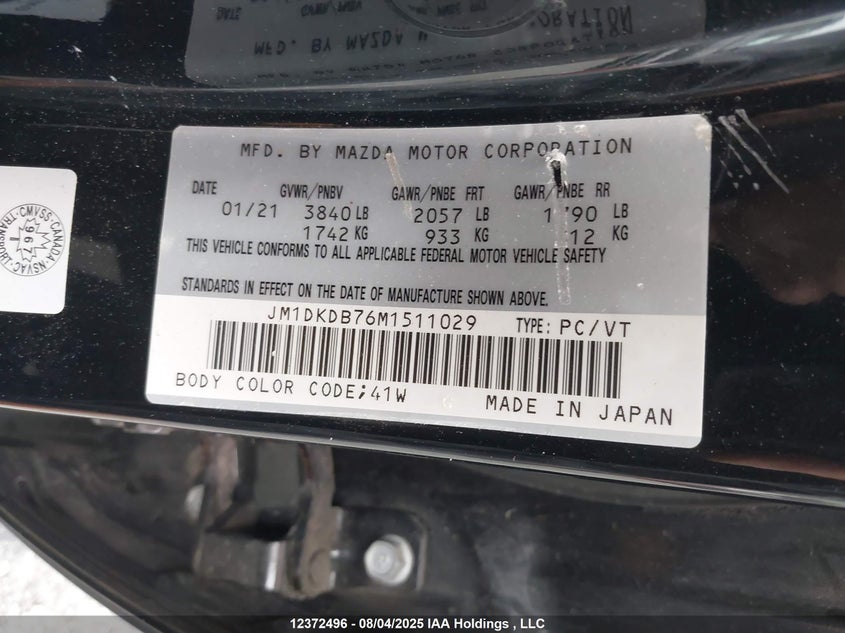 MFD. BY MAZDA MOTOR CORPORATION
DATE GVWR/PNBV GAWR/PNBE FRT GAWR/PNBE RR
01/21 3840 LB 2057 LB LB
1742 KG 933 KG KG
THIS VEHICLE CONFORMS TO ALL APPLICABLE FEDERAL MOTOR VEHICLE SAFETY
STANDARDS IN EFFECT ON THE DATE OF MANUFACTURE SHOWN ABOVE.
JM1DKDB76M1511029 TYPE: PC/VT
BODY COLOR CODE;41W
MADE IN JAPAN
CMVSS CANADA NSVAC
12372496 - 08/04/2025 IAA Holdings , LLC